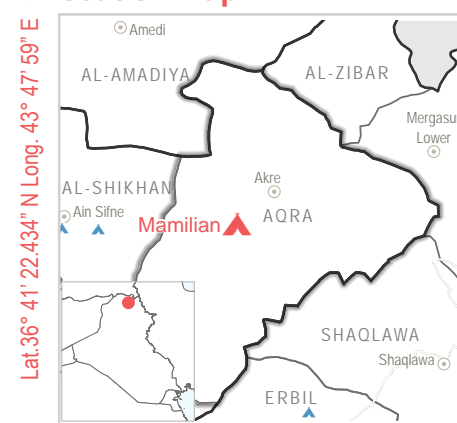 Amedi
AL-AMADIYA
AL-ZIBAR
Mergasu
Lower
Akre
AL-SHIKHAN
Ain Sifne
AQRA
Mamilian
SHAQLAWA
Shaqlawa
ERBIL
Lat.36° 41' 22.434" N Long. 43° 47' 59" E